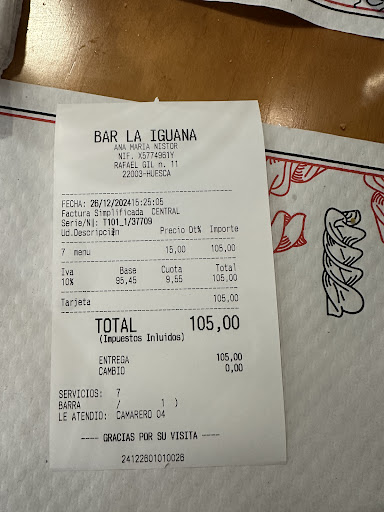 BAR LA IGUANA
ANA MARIA NISTOR
NIF. X5774961Y
RAFAEL GIL n. 11
22003-HUESCA
FECHA: 26/12/2024 15:25:05
Factura Simplificada CENTRAL
Serie/Nº: T101_1/37709
Ud.Descripción Precio Dt% Importe
7 menu 15,00 105,00
Iva Base Cuota Total
10% 95,45 9,55 105,00
Tarjeta 105,00
TOTAL 105,00
(Impuestos Inluidos)
ENTREGA 105,00
CAMBIO 0,00
SERVICIOS: 7
BARRA / 1 )
LE ATENDIO: CAMARERO 04
---- GRACIAS POR SU VISITA ----
24122601010026